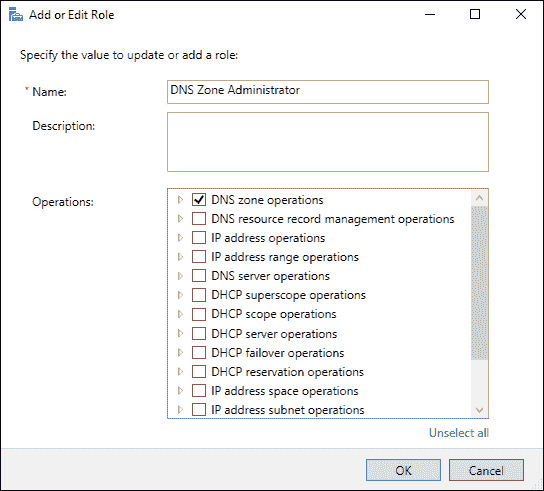 Add or Edit Role
Specify the value to update or add a role:
* Name:
DNS Zone Administrator
Description:
Operations:
DNS zone operations
DNS resource record management operations
IP address operations
IP address range operations
DNS server operations
DHCP superscope operations
DHCP scope operations
DHCP server operations
DHCP failover operations
DHCP reservation operations
IP address space operations
IP address subnet operations
Unselect all
OK
Cancel